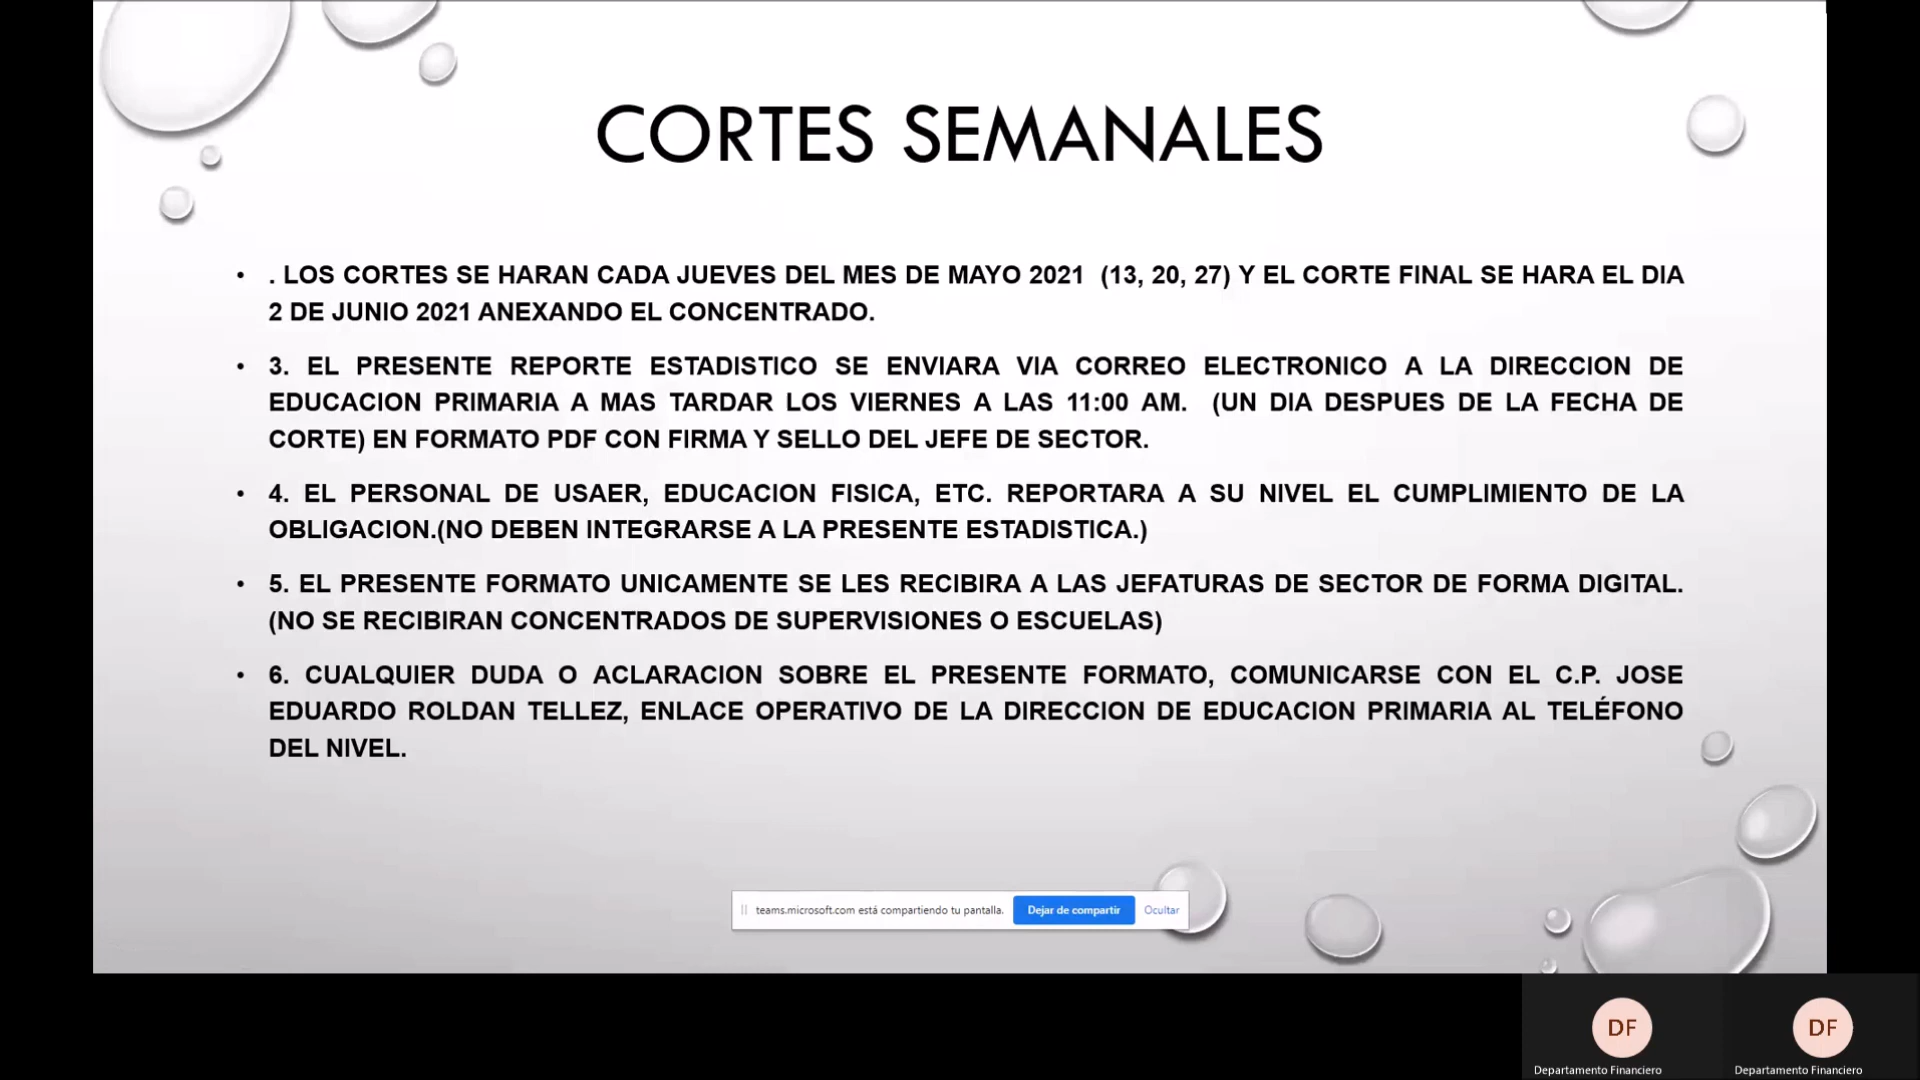 CORTES SEMANALES
• . LOS CORTES SE HARAN CADA JUEVES DEL MES DE MAYO 2021 (13, 20, 27) Y EL CORTE FINAL SE HARA EL DIA
2 DE JUNIO 2021 ANEXANDO EL CONCENTRADO.
• 3. EL PRESENTE REPORTE ESTADISTICO SE ENVIARA VIA CORREO ELECTRONICO A LA DIRECCION DE
EDUCACION PRIMARIA A MAS TARDAR LOS VIERNES A LAS 11:00 AM. (UN DIA DESPUES DE LA FECHA DE
CORTE) EN FORMATO PDF CON FIRMA Y SELLO DEL JEFE DE SECTOR.
• 4. EL PERSONAL DE USAER, EDUCACION FISICA, ETC. REPORTARA A SU NIVEL EL CUMPLIMIENTO DE LA
OBLIGACION.(NO DEBEN INTEGRARSE A LA PRESENTE ESTADISTICA.)
• 5. EL PRESENTE FORMATO UNICAMENTE SE LES RECIBIRA A LAS JEFATURAS DE SECTOR DE FORMA DIGITAL.
(NO SE RECIBIRAN CONCENTRADOS DE SUPERVISIONES O ESCUELAS)
• 6. CUALQUIER DUDA O ACLARACION SOBRE EL PRESENTE FORMATO, COMUNICARSE CON EL C.P. JOSE
EDUARDO ROLDAN TELLEZ, ENLACE OPERATIVO DE LA DIRECCION DE EDUCACION PRIMARIA AL TELÉFONO
DEL NIVEL.
teams.microsoft.com está compartiendo tu pantalla. Dejar de compartir Ocultar
DF DF
Departamento Financiero Departamento Financiero